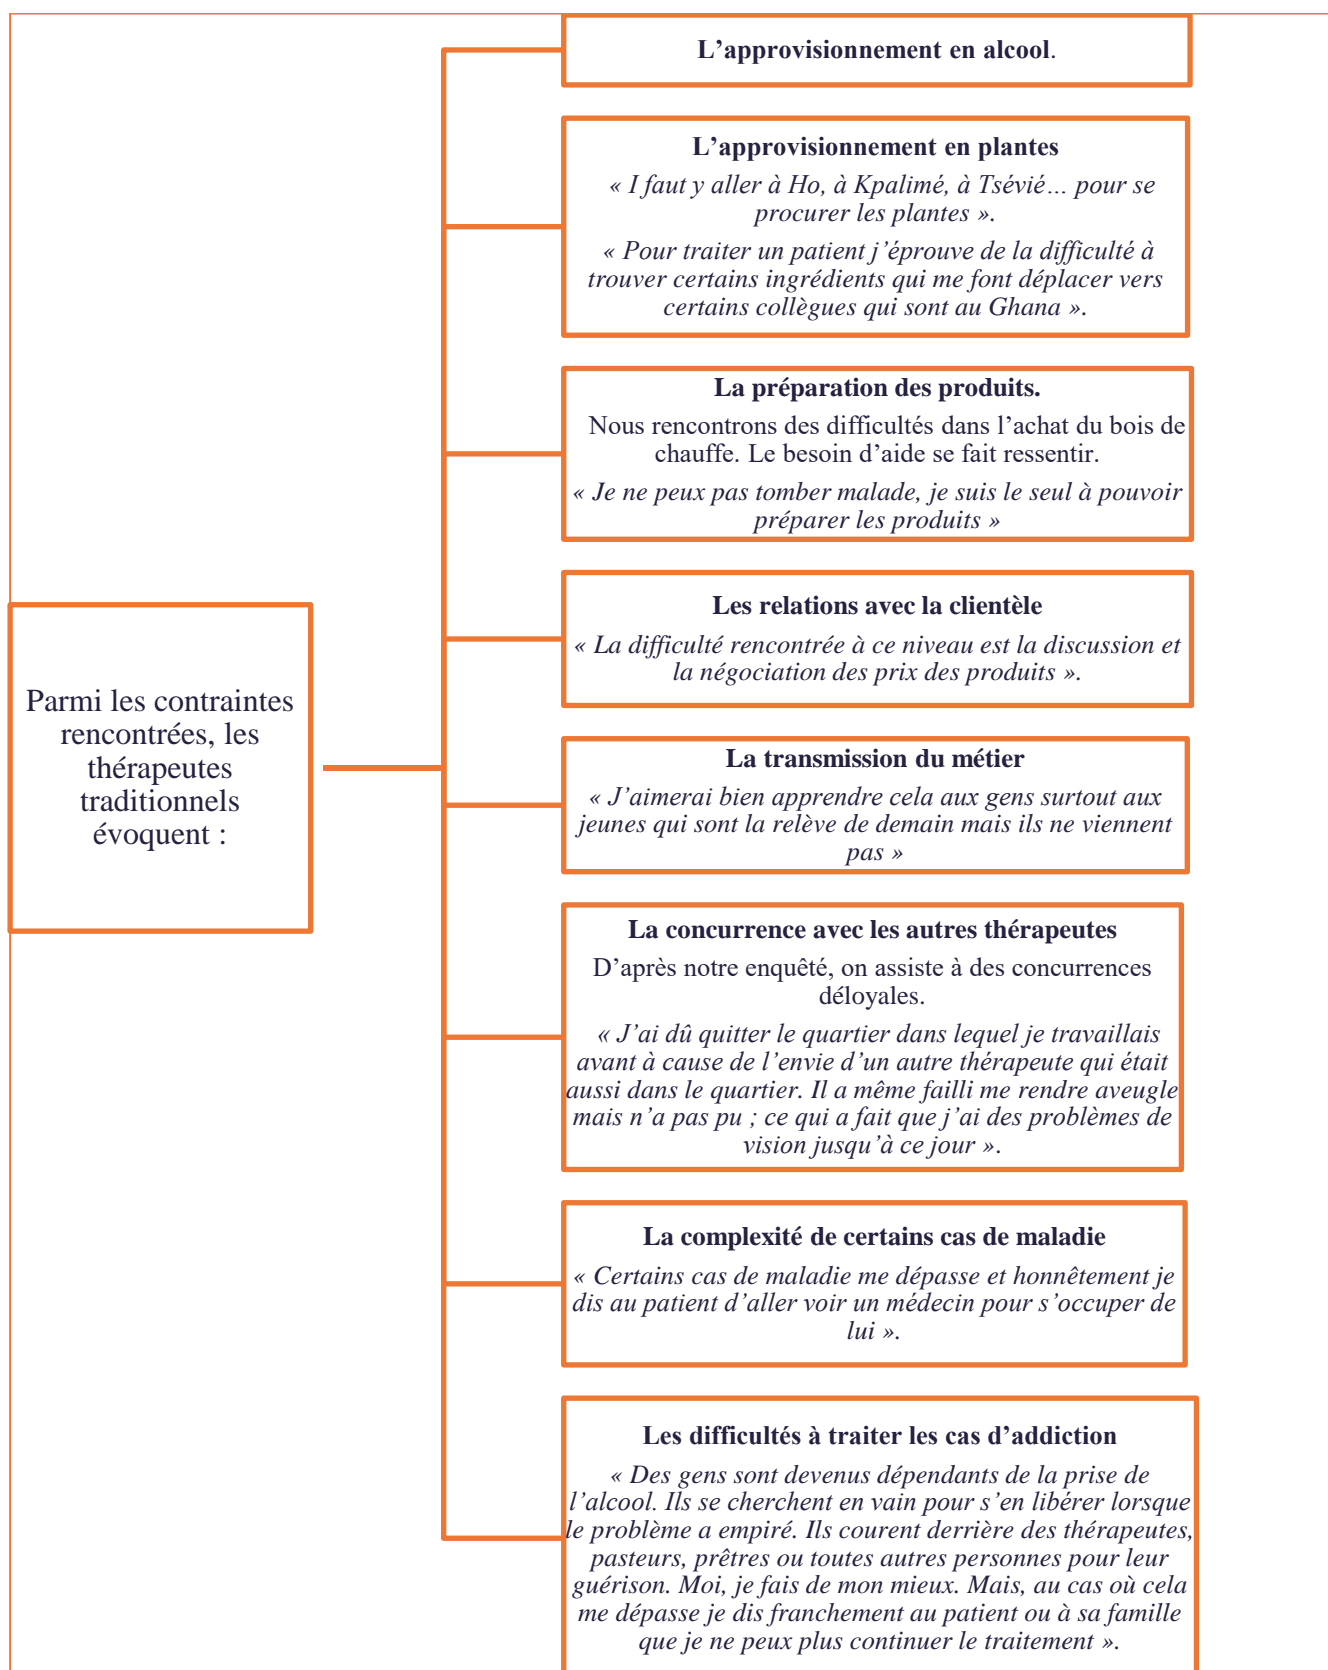 Parmi les contraintes
rencontrées, les
thérapeutes
traditionnels
évoquent :
L’approvisionnement en alcool.
L’approvisionnement en plantes
« I faut y aller à Ho, à Kpalimé, à Tsévié… pour se
procurer les plantes ».
« Pour traiter un patient j’éprouve de la difficulté à
trouver certains ingrédients qui me font déplacer vers
certains collègues qui sont au Ghana ».
La préparation des produits.
Nous rencontrons des difficultés dans l’achat du bois de
chauffe. Le besoin d’aide se fait ressentir.
« Je ne peux pas tomber malade, je suis le seul à pouvoir
préparer les produits »
Les relations avec la clientèle
« La difficulté rencontrée à ce niveau est la discussion et
la négociation des prix des produits ».
La transmission du métier
« J’aimerai bien apprendre cela aux gens surtout aux
jeunes qui sont la relève de demain mais ils ne viennent
pas »
La concurrence avec les autres thérapeutes
D’après notre enquêté, on assiste à des concurrences
déloyales.
« J’ai dû quitter le quartier dans lequel je travaillais
avant à cause de l’envie d’un autre thérapeute qui était
aussi dans le quartier. Il a même failli me rendre aveugle
mais n’a pas pu ; ce qui a fait que j’ai des problèmes de
vision jusqu’à ce jour ».
La complexité de certains cas de maladie
« Certains cas de maladie me dépasse et honnêtement je
dis au patient d’aller voir un médecin pour s’occuper de
lui ».
Les difficultés à traiter les cas d’addiction
« Des gens sont devenus dépendants de la prise de
l’alcool. Ils se cherchent en vain pour s’en libérer lorsque
le problème a empiré. Ils courent derrière des thérapeutes,
pasteurs, prêtres ou toutes autres personnes pour leur
guérison. Moi, je fais de mon mieux. Mais, au cas où cela
me dépasse je dis franchement au patient ou à sa famille
que je ne peux plus continuer le traitement ».